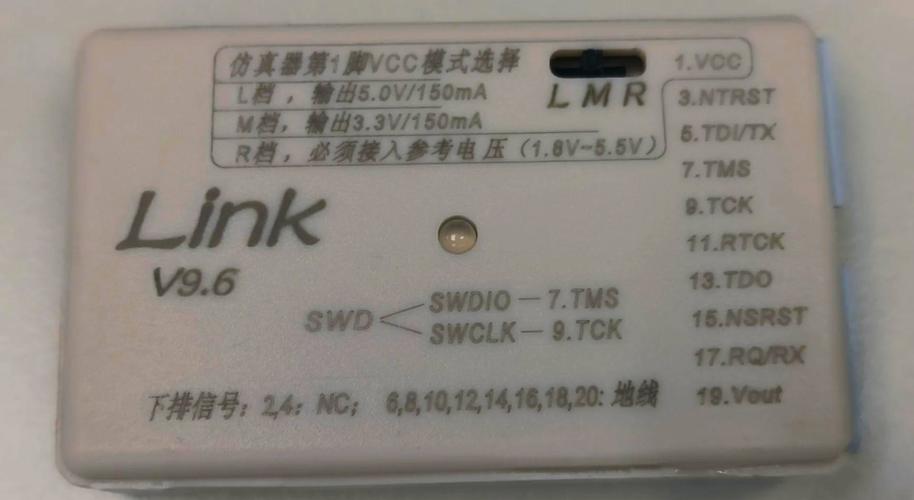 仿真器第1脚VCC模式选择
L档，输出5.0V/150mA
M档，输出3.3V/150mA
R档，必须接入参考电压（1.8V~5.5V）
L M R
1.VCC
3.NTRST
5.TDI/TX
7.TMS
9.TCK
11.RTCK
13.TDO
15.NSRST
17.RQ/RX
19.Vout
Link
V9.6
SWD
SWDIO — 7.TMS
SWCLK — 9.TCK
下排信号：2,4：NC； 6,8,10,12,14,16,18,20: 地线